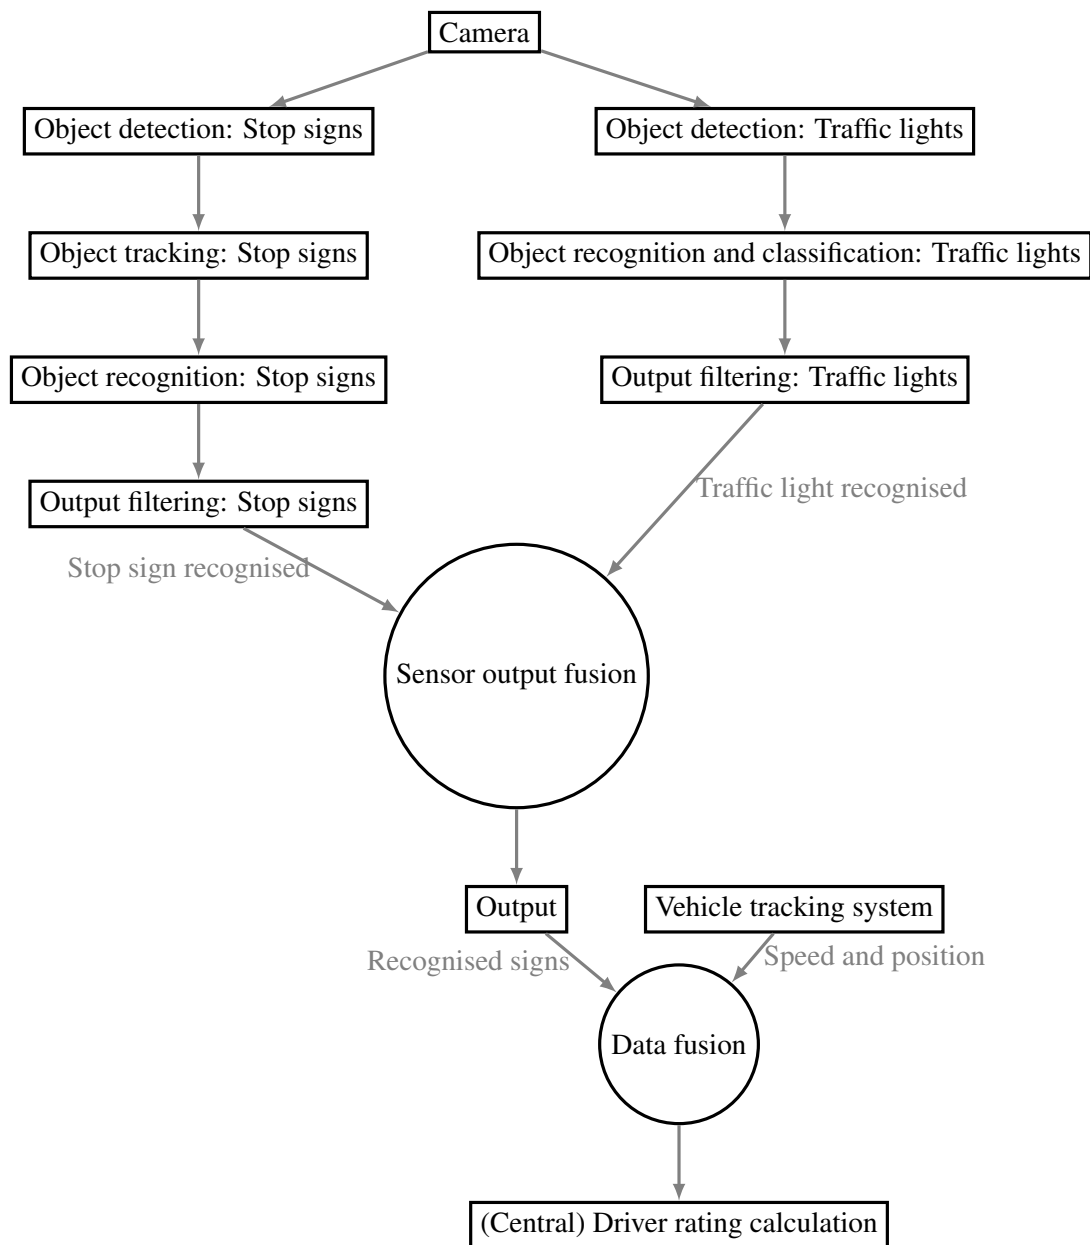 Camera
Object detection: Stop signs
Object detection: Traffic lights
Object tracking: Stop signs
Object recognition and classification: Traffic lights
Object recognition: Stop signs
Output filtering: Traffic lights
Output filtering: Stop signs
Traffic light recognised
Stop sign recognised
Sensor output fusion
Output
Vehicle tracking system
Recognised signs
Speed and position
Data fusion
(Central) Driver rating calculation